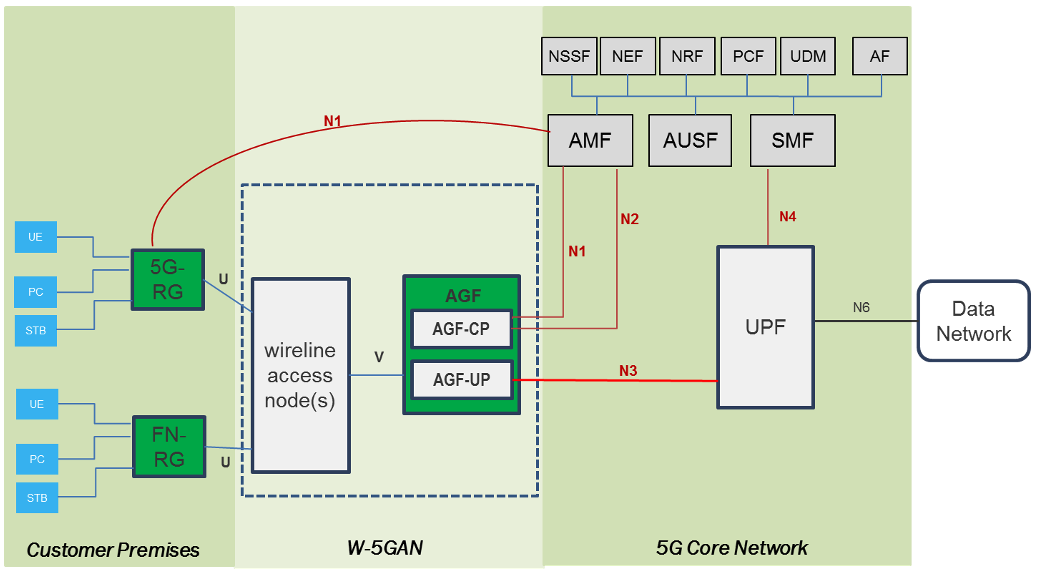 NSSF
NEF
NRF
PCF
UDM
AF
N1
AMF
AUSF
SMF
N2
N4
N1
UE
PC
STB
5G-
RG
U
AGF
AGF-CP
AGF-UP
wireline
access
node(s)
V
N3
UPF
N6
Data
Network
UE
PC
STB
FN-
RG
U
Customer Premises
W-5GAN
5G Core Network